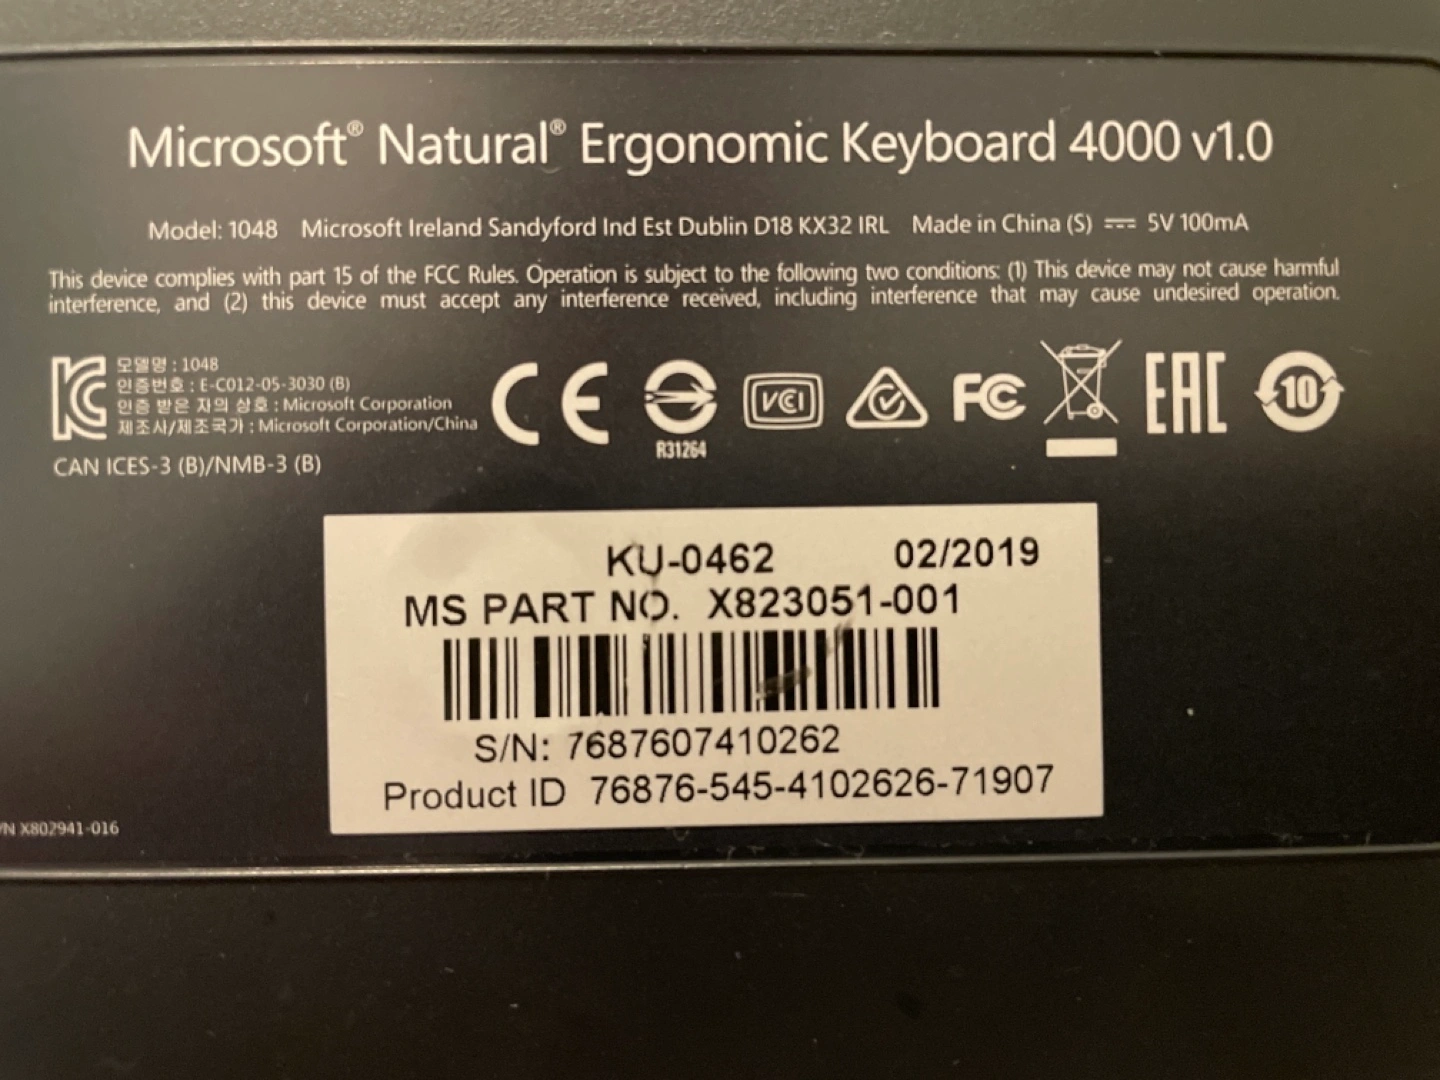 Microsoft® Natural® Ergonomic Keyboard 4000 v1.0
Model: 1048 Microsoft Ireland Sandyford Ind Est Dublin D18 KX32 IRL Made in China (S) ⎓ 5V 100mA
This device complies with part 15 of the FCC Rules. Operation is subject to the following two conditions: (1) This device may not cause harmful
interference, and (2) this device must accept any interference received, including interference that may cause undesired operation.
모델명 : 1048
인증번호 : E-C012-05-3030 (B)
인증 받은 자의 상호 : Microsoft Corporation
제조사/제조국가 : Microsoft Corporation/China
CAN ICES-3 (B)/NMB-3 (B)
KC CE R31264 VCI FC EAC 10
KU-0462 02/2019
MS PART NO. X823051-001
S/N: 7687607410262
Product ID 76876-545-4102626-71907
/N X802941-016